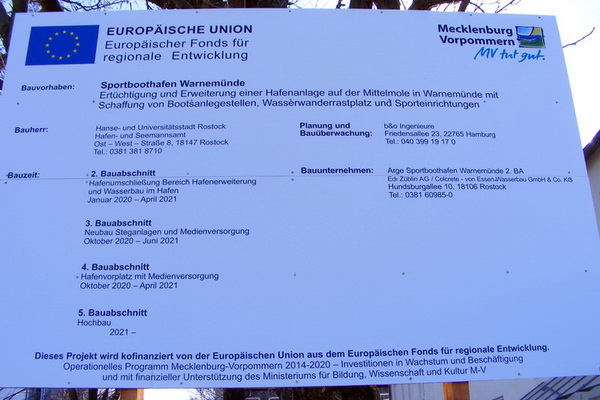 EUROPÄISCHE UNION
Europäischer Fonds für
regionale Entwicklung
Mecklenburg
Vorpommern
MV tut gut.
Bauvorhaben: Sportboothafen Warnemünde
Ertüchtigung und Erweiterung einer Hafenanlage auf der Mittelmole in Warnemünde mit
Schaffung von Bootsanlegestellen, Wasserwanderrastplatz und Sporteinrichtungen
Bauherr: Hanse- und Universitätsstadt Rostock
Hafen- und Seemannsamt
Ost – West – Straße 8, 18147 Rostock
Tel.: 0381 381 8710
Planung und
Bauüberwachung:
b&o Ingenieure
Friedensallee 23, 22765 Hamburg
Tel.: 040 399 19 17 0
Bauzeit: 2. Bauabschnitt
Hafenumschließung Bereich Hafenerweiterung
und Wasserbau im Hafen
Januar 2020 – April 2021
Bauunternehmen: Arge Sportboothafen Warnemünde 2. BA
Ed. Züblin AG / Colcrete - von Essen Wasserbau GmbH & Co. KG
Hundsburgallee 10, 18106 Rostock
Tel.: 0381 60985-0
3. Bauabschnitt
Neubau Steganlagen und Medienversorgung
Oktober 2020 – Juni 2021
4. Bauabschnitt
Hafenvorplatz mit Medienversorgung
Oktober 2020 – April 2021
5. Bauabschnitt
Hochbau
2021 –
Dieses Projekt wird kofinanziert von der Europäischen Union aus dem Europäischen Fonds für regionale Entwicklung.
Operationelles Programm Mecklenburg-Vorpommern 2014-2020 – Investitionen in Wachstum und Beschäftigung
und mit finanzieller Unterstützung des Ministeriums für Bildung, Wissenschaft und Kultur M-V